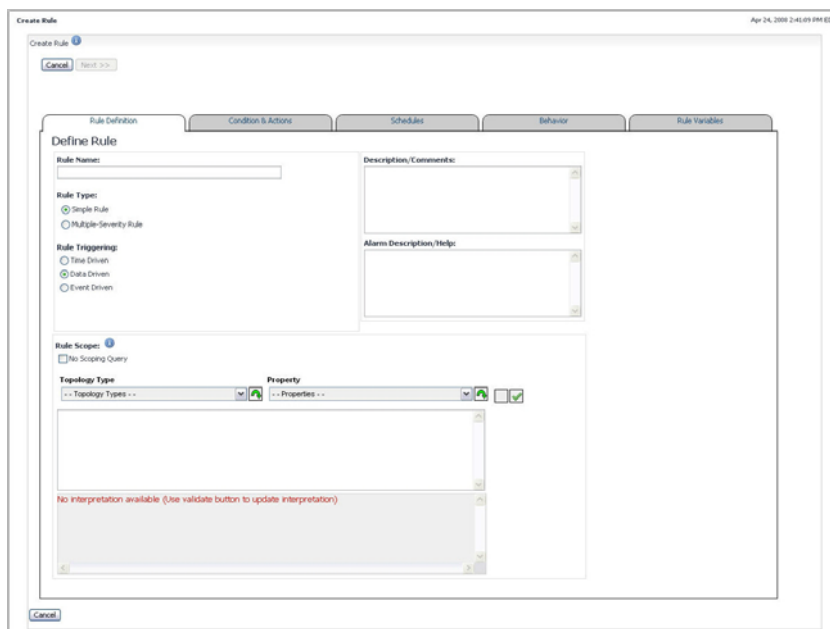 Create Rule
Apr 24, 2008 2:41:09 PM ED
Create Rule
Cancel Next >>
Rule Definition Condition & Actions Schedules Behavior Rule Variables
Define Rule
Rule Name:
Description/Comments:
Rule Type:
Simple Rule
Multiple-Severity Rule
Rule Triggering:
Alarm Description/Help:
Time Driven
Data Driven
Event Driven
Rule Scope:
No Scoping Query
Topology Type Property
-- Topology Types -- -- Properties --
No interpretation available (Use validate button to update interpretation)
Cancel